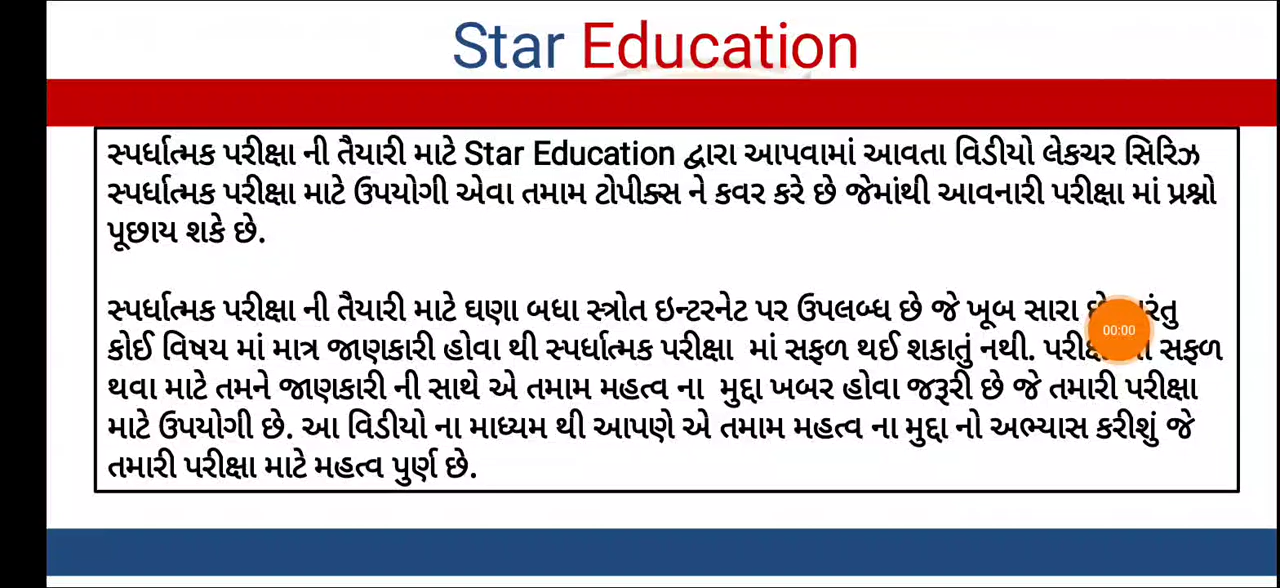 Star Education
સ્પર્ધાત્મક પરીક્ષા ની તૈયારી માટે Star Education દ્વારા આપવામાં આવતા વિડીયો લેકચર સિરિઝ
સ્પર્ધાત્મક પરીક્ષા માટે ઉપયોગી એવા તમામ ટોપીક્સ ને કવર કરે છે જેમાંથી આવનારી પરીક્ષા માં પ્રશ્નો
પૂછાય શકે છે.
સ્પર્ધાત્મક પરીક્ષા ની તૈયારી માટે ઘણા બધા સ્ત્રોત ઇન્ટરનેટ પર ઉપલબ્ધ છે જે ખૂબ સારા
00:00
કોઈ વિષય માં માત્ર જાણકારી હોવા થી સ્પર્ધાત્મક પરીક્ષા માં સફળ થઈ શકાતું નથી. સફળ
થવા માટે તમને જાણકારી ની સાથે એ તમામ મહત્વ ના મુદ્દા ખબર હોવા જરૂરી છે જે તમારી પરીક્ષા
માટે ઉપયોગી છે. આ વિડીયો ના માધ્યમ થી આપણે એ તમામ મહત્વ ના મુદ્દા નો અભ્યાસ કરીશું જે
તમારી પરીક્ષા માટે મહત્વ પુર્ણ છે.